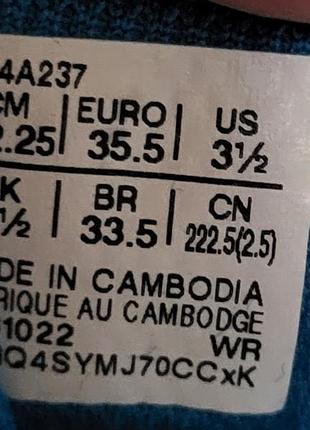 4A237
CM EURO US
.25 35.5 3½
K BR CN
½ 33.5 222.5(2.5)
DE IN CAMBODIA
RIQUE AU CAMBODGE
1022 WR
Q4SYMJ70CCxK